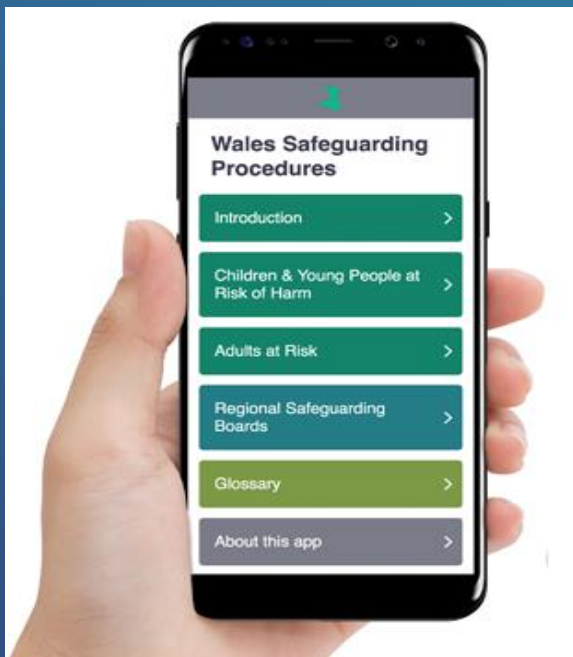 Wales Safeguarding
Procedures
Introduction
Children & Young People at
Risk of Harm
Adults at Risk
Regional Safeguarding
Boards
Glossary
About this app